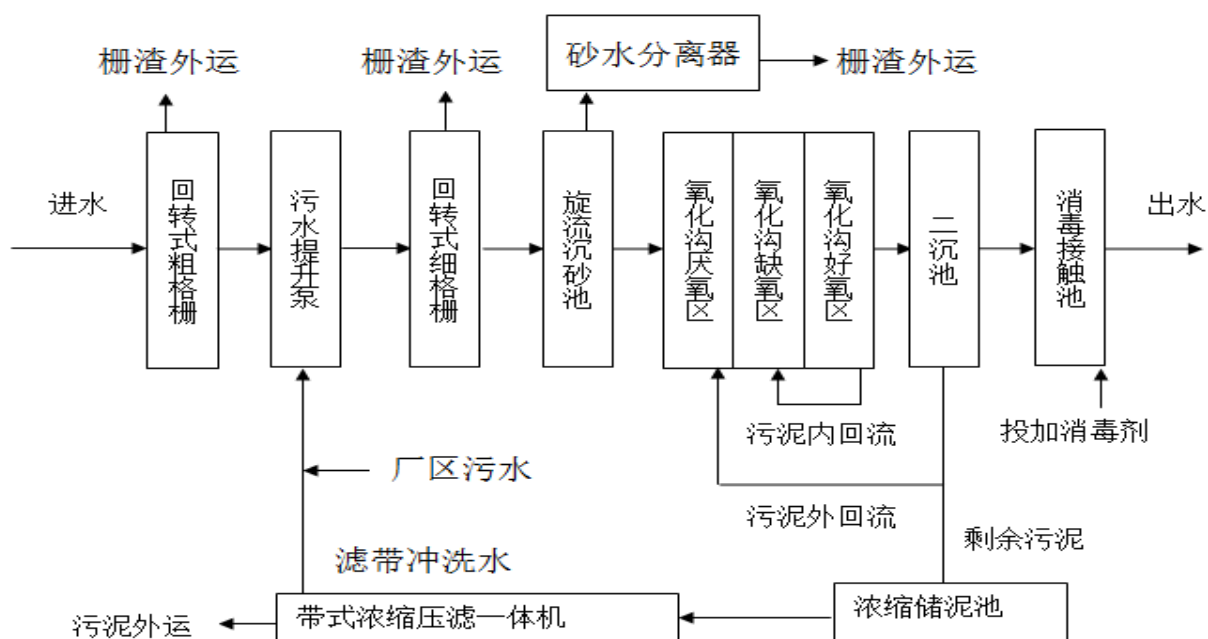 砂水分离器
栅渣外运
栅渣外运
栅渣外运
进水
回转式粗格栅
污水提升泵
回转式细格栅
旋流沉砂池
氧化沟厌氧区
氧化沟缺氧区
氧化沟好氧区
二沉池
消毒接触池
出水
污泥内回流
投加消毒剂
厂区污水
污泥外回流
剩余污泥
滤带冲洗水
污泥外运
带式浓缩压滤一体机
浓缩储泥池